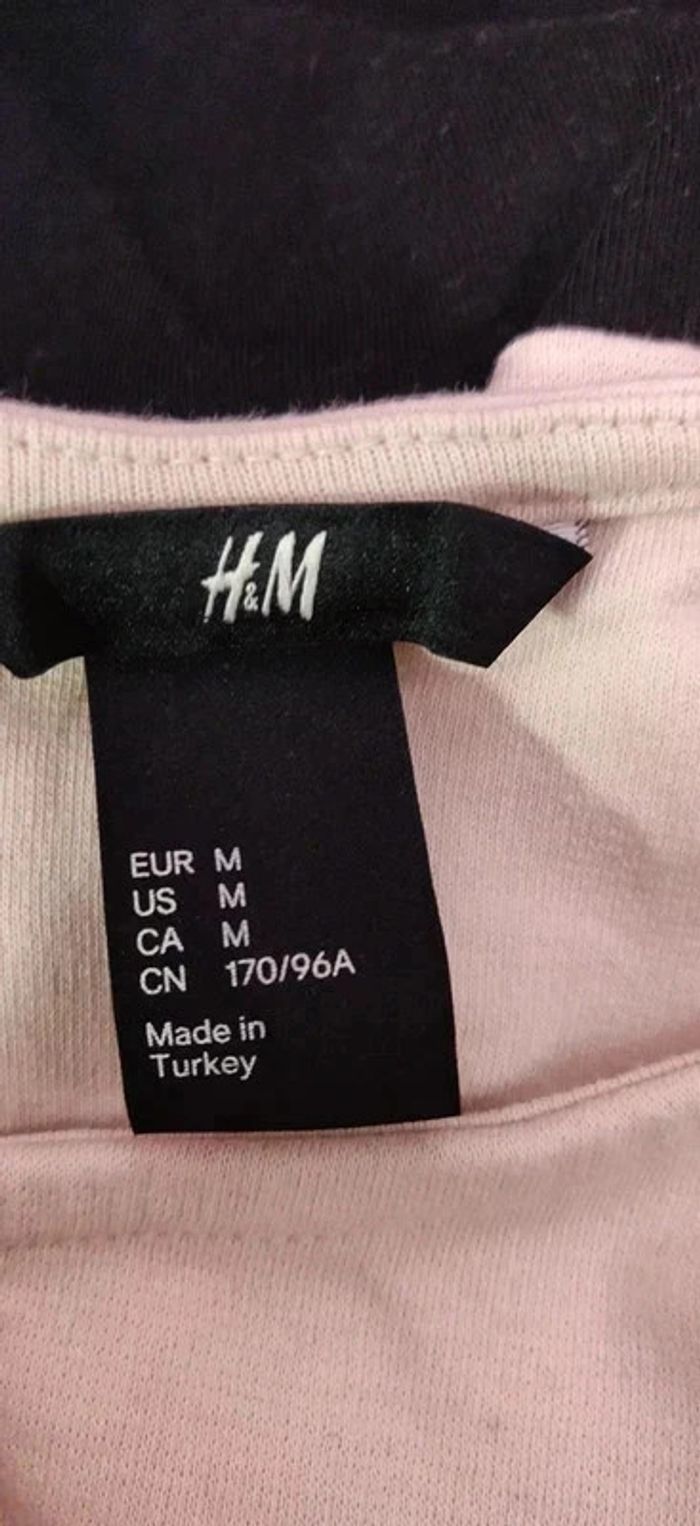 H&M
EUR M
US M
CA M
CN 170/96A
Made in
Turkey